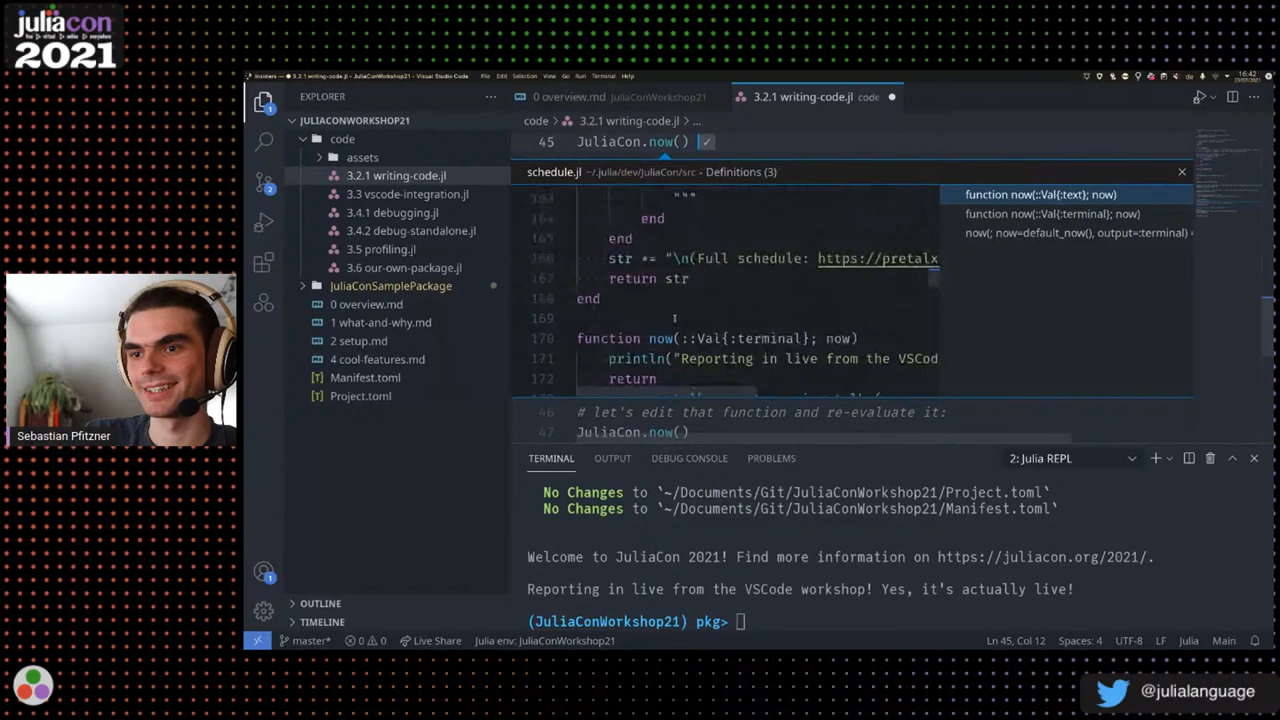 juliacon
2021
Insiders — ● 3.2.1 writing-code.jl - JuliaConWorkshop21 - Visual Studio Code
File Edit Selection View Go Run Terminal Help
16:42
EXPLORER
JULIACONWORKSHOP21
code
assets
3.2.1 writing-code.jl
3.3 vscode-integration.jl
3.4.1 debugging.jl
3.4.2 debug-standalone.jl
3.5 profiling.jl
3.6 our-own-package.jl
JuliaConSamplePackage
0 overview.md
1 what-and-why.md
2 setup.md
4 cool-features.md
Manifest.toml
Project.toml
OUTLINE
TIMELINE
0 overview.md JuliaConWorkshop21
3.2.1 writing-code.jl code
code > 3.2.1 writing-code.jl > ...
45 JuliaCon.now() ✓
schedule.jl ~/.julia/dev/JuliaCon/src - Definitions (3)
"""
164 end
165 end
166 str *= "\n(Full schedule: https://pretalx
167 return str
168 end
169
170 function now(::Val{:terminal}; now)
171 println("Reporting in live from the VSCod
172 return
function now(::Val{:text}; now)
function now(::Val{:terminal}; now)
now(; now=default_now(), output=:terminal) =
46 # let's edit that function and re-evaluate it:
47 JuliaCon.now()
TERMINAL OUTPUT DEBUG CONSOLE PROBLEMS
2: Julia REPL
No Changes to `~/Documents/Git/JuliaConWorkshop21/Project.toml`
No Changes to `~/Documents/Git/JuliaConWorkshop21/Manifest.toml`
Welcome to JuliaCon 2021! Find more information on https://juliacon.org/2021/.
Reporting in live from the VSCode workshop! Yes, it's actually live!
(JuliaConWorkshop21) pkg>
master* 0 0 Live Share Julia env: JuliaConWorkshop21
Ln 45, Col 12 Spaces: 4 UTF-8 LF Julia Main
Sebastian Pfitzner
@julialanguage